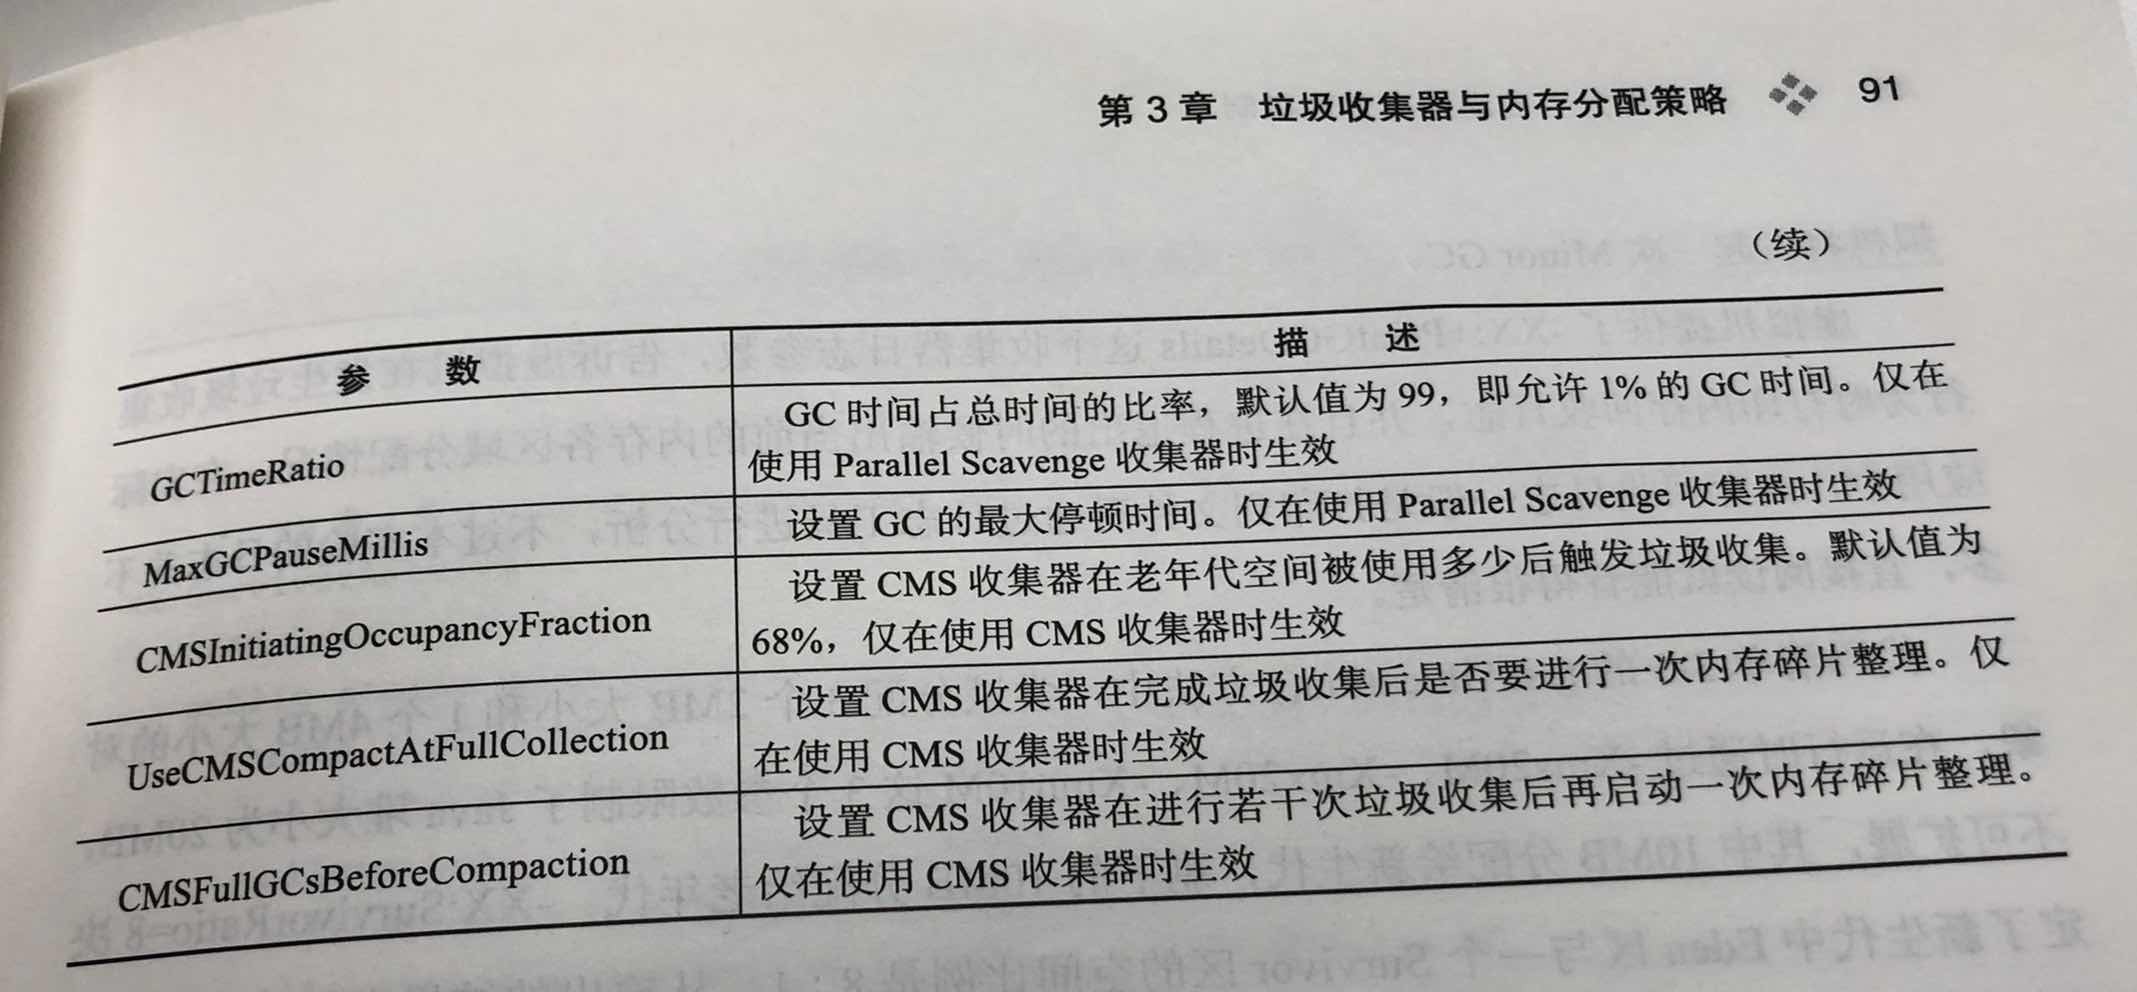 第 3 章 垃圾收集器与内存分配策略 91
（续）
参 数 描 述
GCTimeRatio
GC 时间占总时间的比率，默认值为 99，即允许 1% 的 GC 时间。仅在
使用 Parallel Scavenge 收集器时生效
MaxGCPauseMillis
设置 GC 的最大停顿时间。仅在使用 Parallel Scavenge 收集器时生效
CMSInitiatingOccupancyFraction
设置 CMS 收集器在老年代空间被使用多少后触发垃圾收集。默认值为
68%，仅在使用 CMS 收集器时生效
UseCMSCompactAtFullCollection
设置 CMS 收集器在完成垃圾收集后是否要进行一次内存碎片整理。仅
在使用 CMS 收集器时生效
CMSFullGCsBeforeCompaction
设置 CMS 收集器在进行若干次垃圾收集后再启动一次内存碎片整理。
仅在使用 CMS 收集器时生效